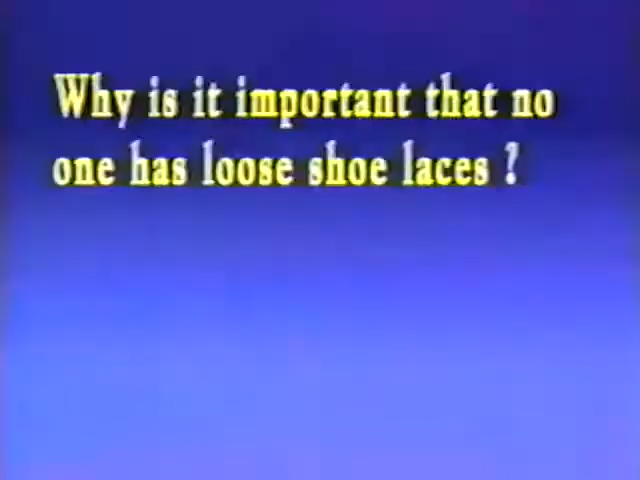 Why is it important that no
one has loose shoe laces ?